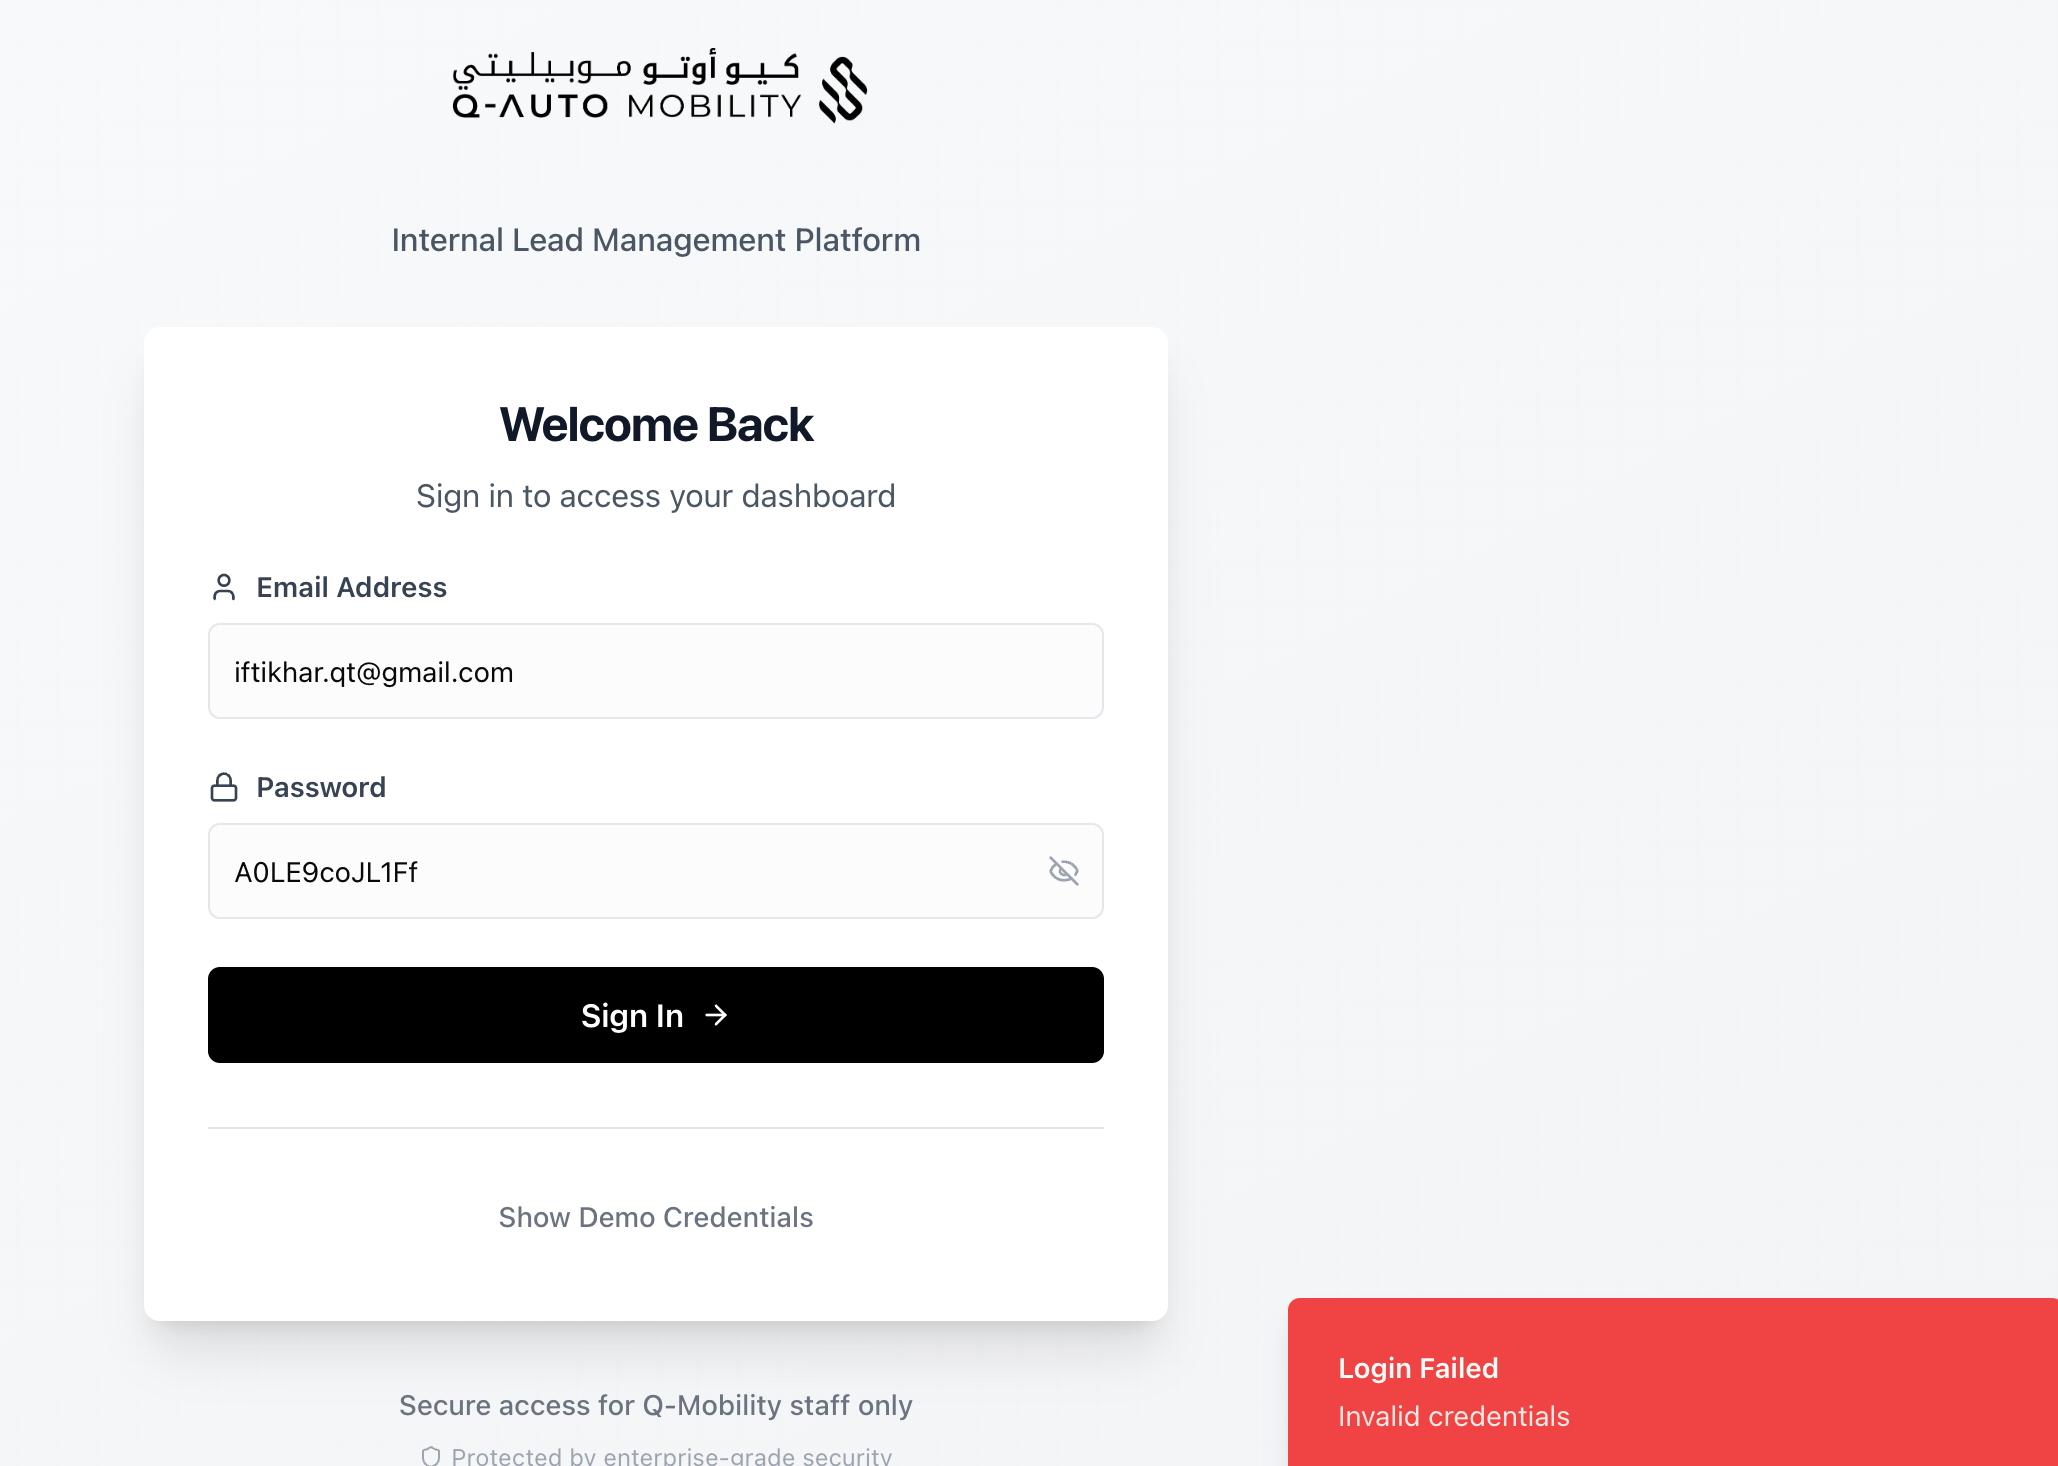 كيو أوتو موبيليتي
Q-AUTO MOBILITY
Internal Lead Management Platform
Welcome Back
Sign in to access your dashboard
Email Address
iftikhar.qt@gmail.com
Password
A0LE9coJL1Ff
Sign In
Show Demo Credentials
Secure access for Q-Mobility staff only
Protected by enterprise-grade security
Login Failed
Invalid credentials